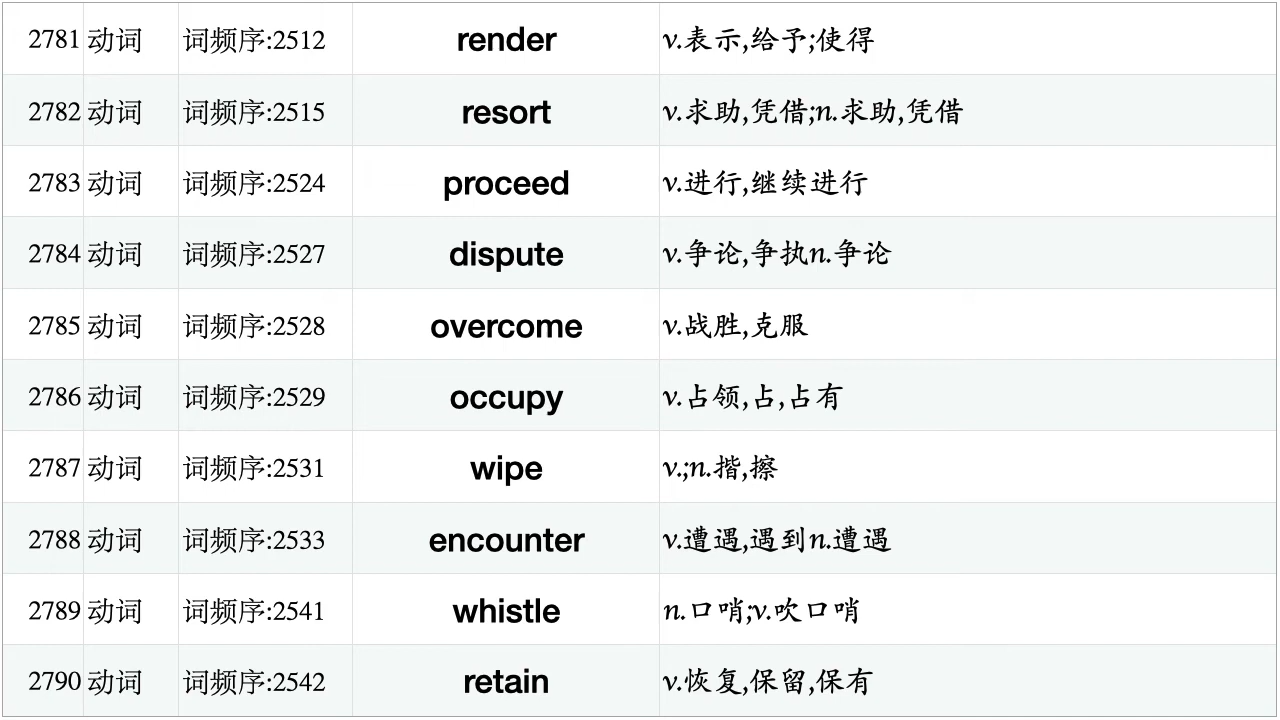 2781 动词 词频序:2512 render v.表示,给予;使得
2782 动词 词频序:2515 resort v.求助,凭借;n.求助,凭借
2783 动词 词频序:2524 proceed v.进行,继续进行
2784 动词 词频序:2527 dispute v.争论,争执n.争论
2785 动词 词频序:2528 overcome v.战胜,克服
2786 动词 词频序:2529 occupy v.占领,占,占有
2787 动词 词频序:2531 wipe v.;n.揩,擦
2788 动词 词频序:2533 encounter v.遭遇,遇到n.遭遇
2789 动词 词频序:2541 whistle n.口哨;v.吹口哨
2790 动词 词频序:2542 retain v.恢复,保留,保有